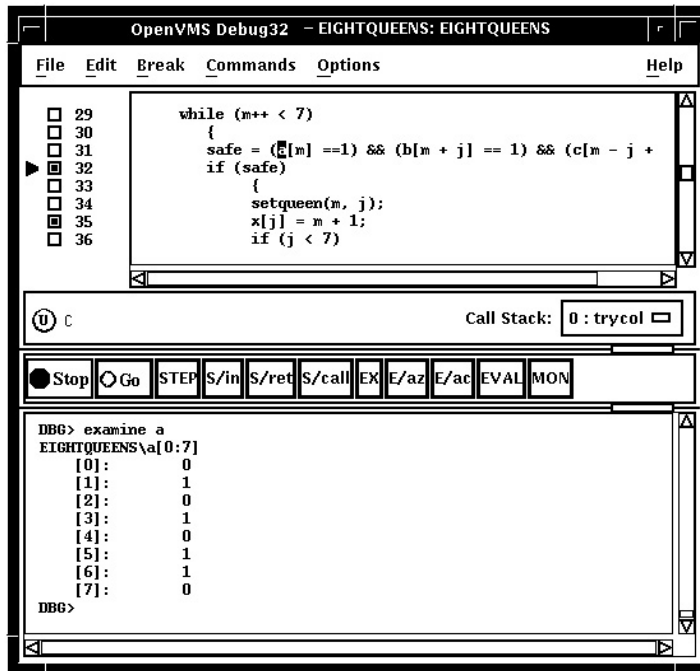 OpenVMS Debug32 – EIGHTQUEENS: EIGHTQUEENS
File Edit Break Commands Options Help
29 while (m++ < 7)
30 {
31 safe = (a[m] ==1) && (b[m + j] == 1) && (c[m - j +
32 if (safe)
33 {
34 setqueen(m, j);
35 x[j] = m + 1;
36 if (j < 7)
U C Call Stack: 0 : trycol
Stop Go STEP S/in S/ret S/call EX E/az E/ac EVAL MON
DBG> examine a
EIGHTQUEENS\a[0:7]
[0]: 0
[1]: 1
[2]: 0
[3]: 1
[4]: 0
[5]: 1
[6]: 1
[7]: 0
DBG>